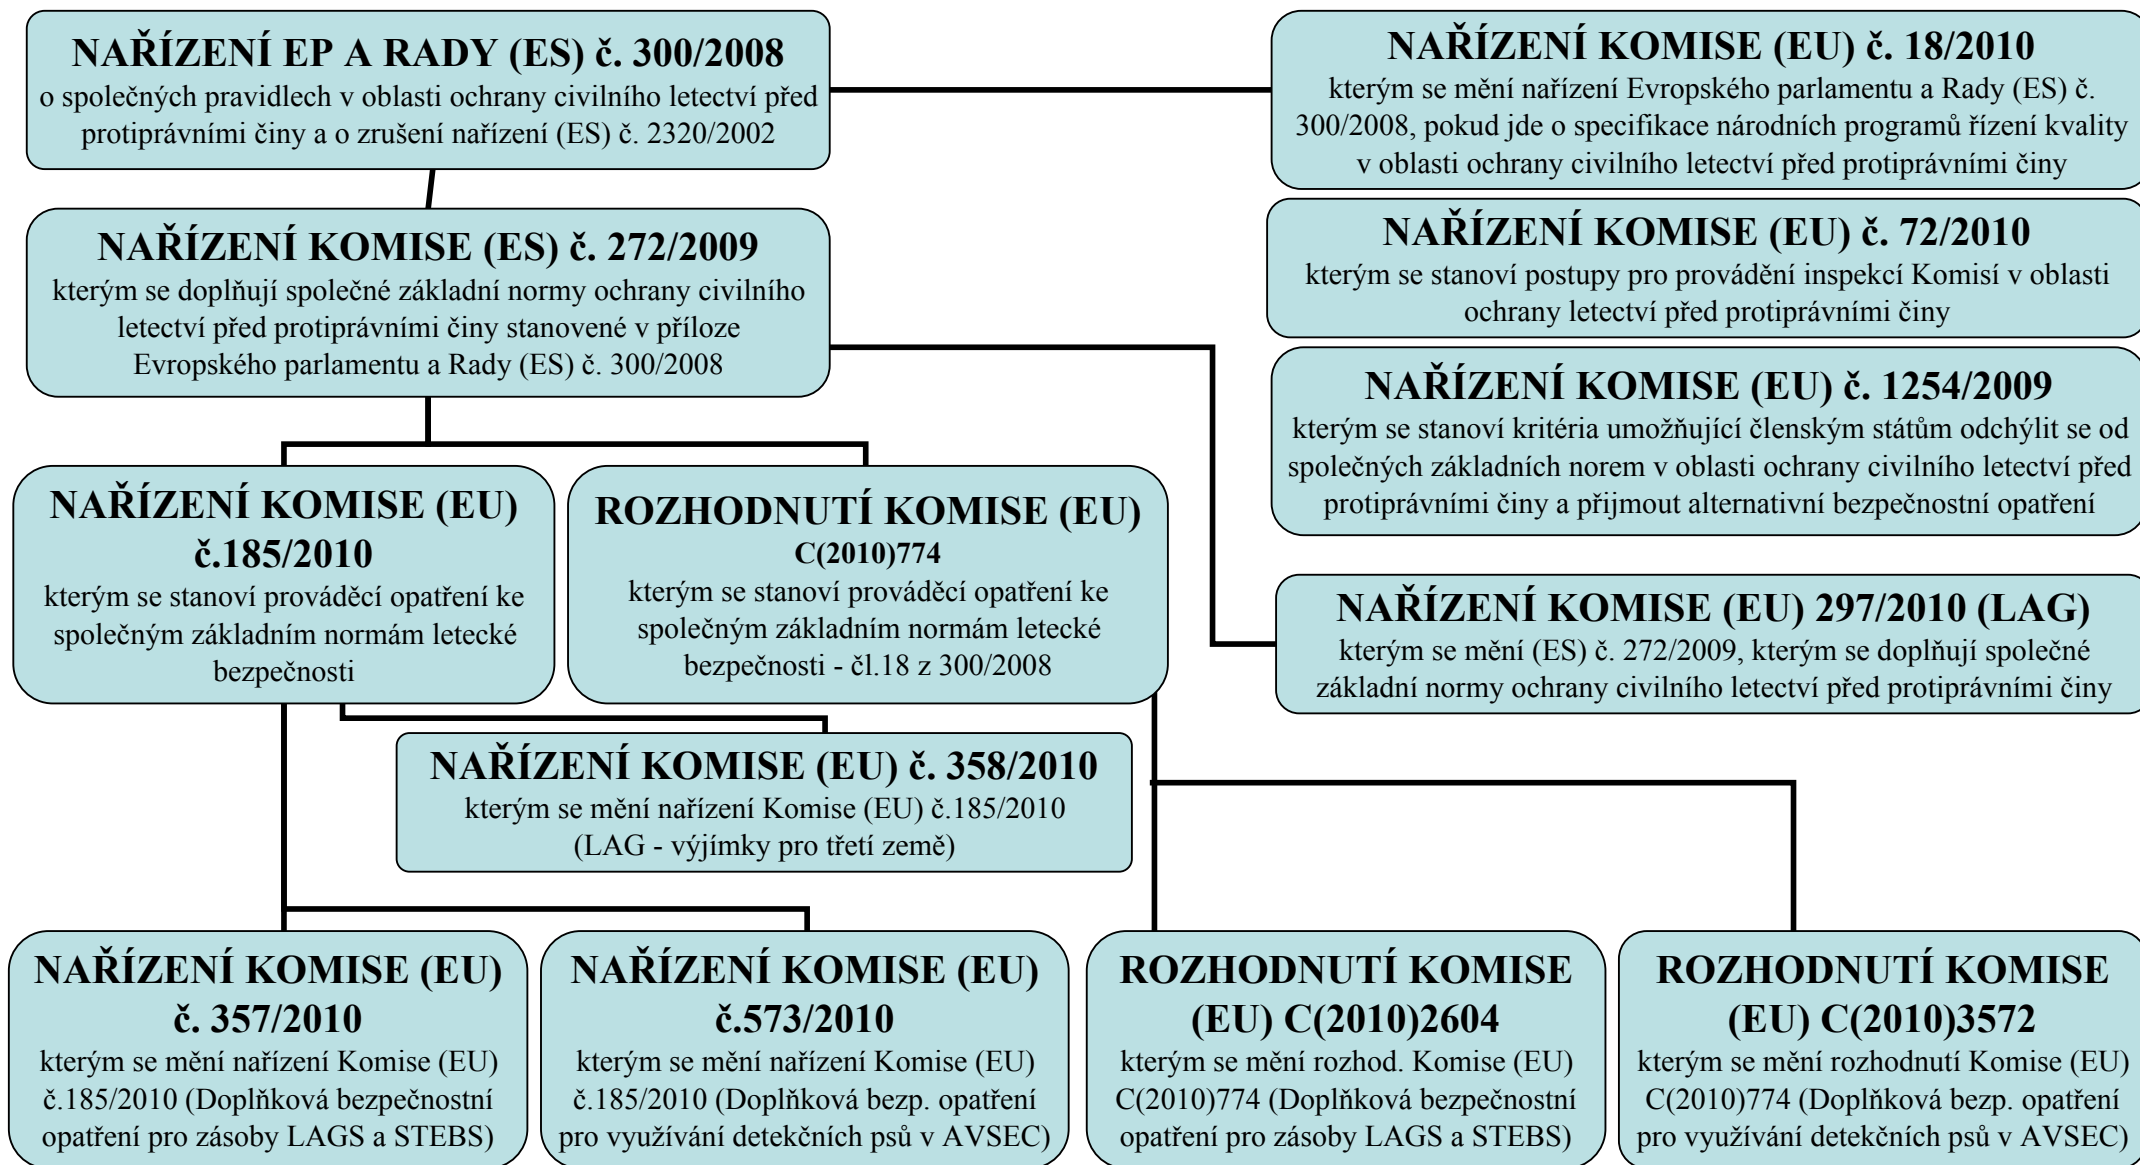 NAŘÍZENÍ EP A RADY (ES) č. 300/2008
o společných pravidlech v oblasti ochrany civilního letectví před
protiprávními činy a o zrušení nařízení (ES) č. 2320/2002
NAŘÍZENÍ KOMISE (EU) č. 18/2010
kterým se mění nařízení Evropského parlamentu a Rady (ES) č.
300/2008, pokud jde o specifikace národních programů řízení kvality
v oblasti ochrany civilního letectví před protiprávními činy
NAŘÍZENÍ KOMISE (ES) č. 272/2009
kterým se doplňují společné základní normy ochrany civilního
letectví před protiprávními činy stanovené v příloze
Evropského parlamentu a Rady (ES) č. 300/2008
NAŘÍZENÍ KOMISE (EU) č. 72/2010
kterým se stanoví postupy pro provádění inspekcí Komisí v oblasti
ochrany letectví před protiprávními činy
NAŘÍZENÍ KOMISE (EU) č. 1254/2009
kterým se stanoví kritéria umožňující členským státům odchýlit se od
společných základních norem v oblasti ochrany civilního letectví před
protiprávními činy a přijmout alternativní bezpečnostní opatření
NAŘÍZENÍ KOMISE (EU)
č.185/2010
kterým se stanoví prováděcí opatření ke
společným základním normám letecké
bezpečnosti
ROZHODNUTÍ KOMISE (EU)
C(2010)774
kterým se stanoví prováděcí opatření ke
společným základním normám letecké
bezpečnosti - čl.18 z 300/2008
NAŘÍZENÍ KOMISE (EU) 297/2010 (LAG)
kterým se mění (ES) č. 272/2009, kterým se doplňují společné
základní normy ochrany civilního letectví před protiprávními činy
NAŘÍZENÍ KOMISE (EU) č. 358/2010
kterým se mění nařízení Komise (EU) č.185/2010
(LAG - výjímky pro třetí země)
NAŘÍZENÍ KOMISE (EU)
č. 357/2010
kterým se mění nařízení Komise (EU)
č.185/2010 (Doplňková bezpečnostní
opatření pro zásoby LAGS a STEBS)
NAŘÍZENÍ KOMISE (EU)
č.573/2010
kterým se mění nařízení Komise (EU)
č.185/2010 (Doplňková bezp. opatření
pro využívání detekčních psů v AVSEC)
ROZHODNUTÍ KOMISE
(EU) C(2010)2604
kterým se mění rozhod. Komise (EU)
C(2010)774 (Doplňková bezpečnostní
opatření pro zásoby LAGS a STEBS)
ROZHODNUTÍ KOMISE
(EU) C(2010)3572
kterým se mění rozhodnutí Komise (EU)
C(2010)774 (Doplňková bezp. opatření
pro využívání detekčních psů v AVSEC)